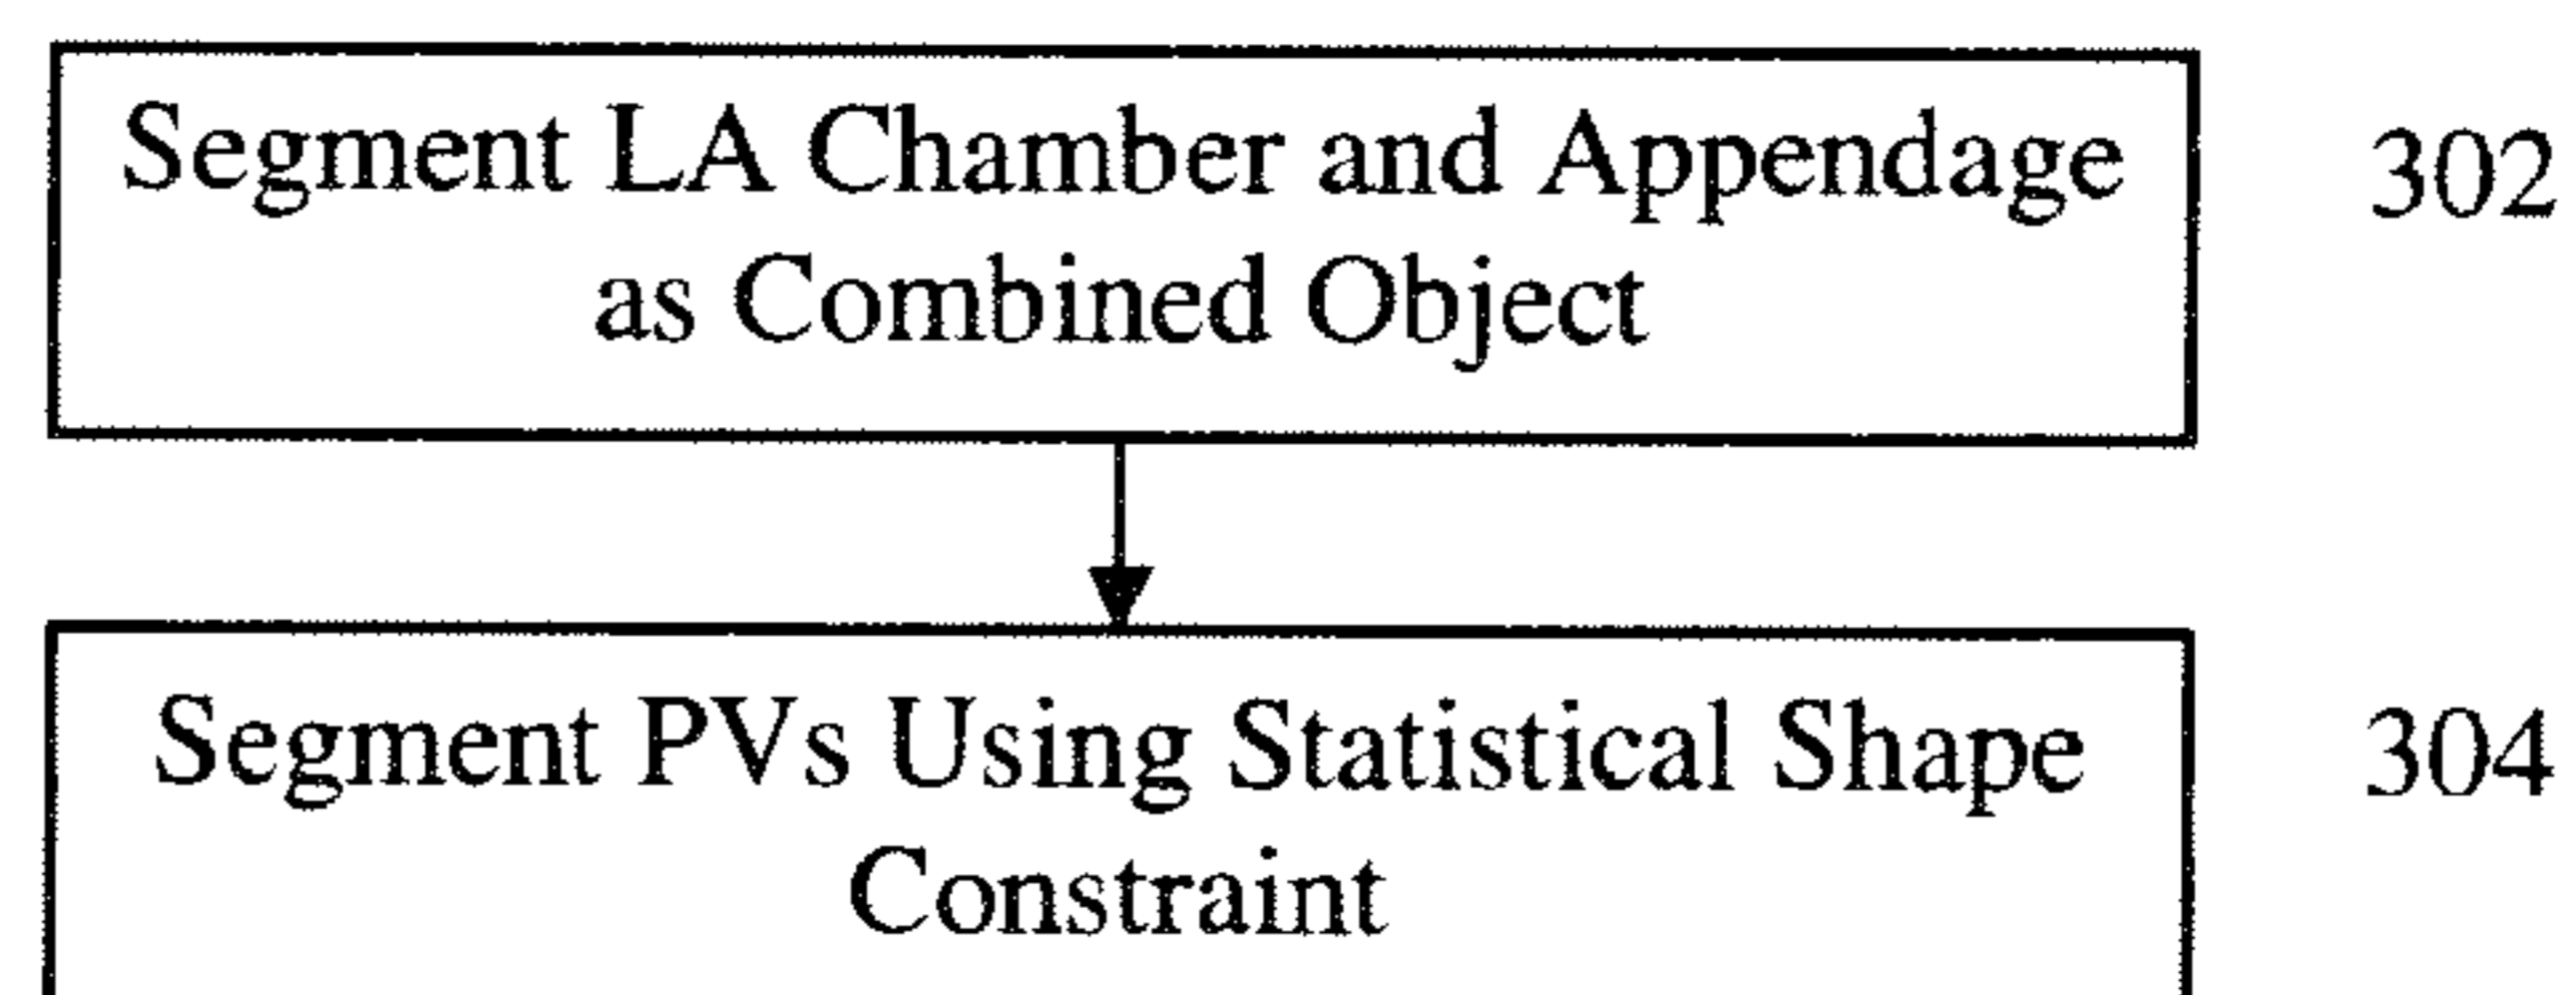 Segment LA Chamber and Appendage
as Combined Object
302
Segment PVs Using Statistical Shape
Constraint
304